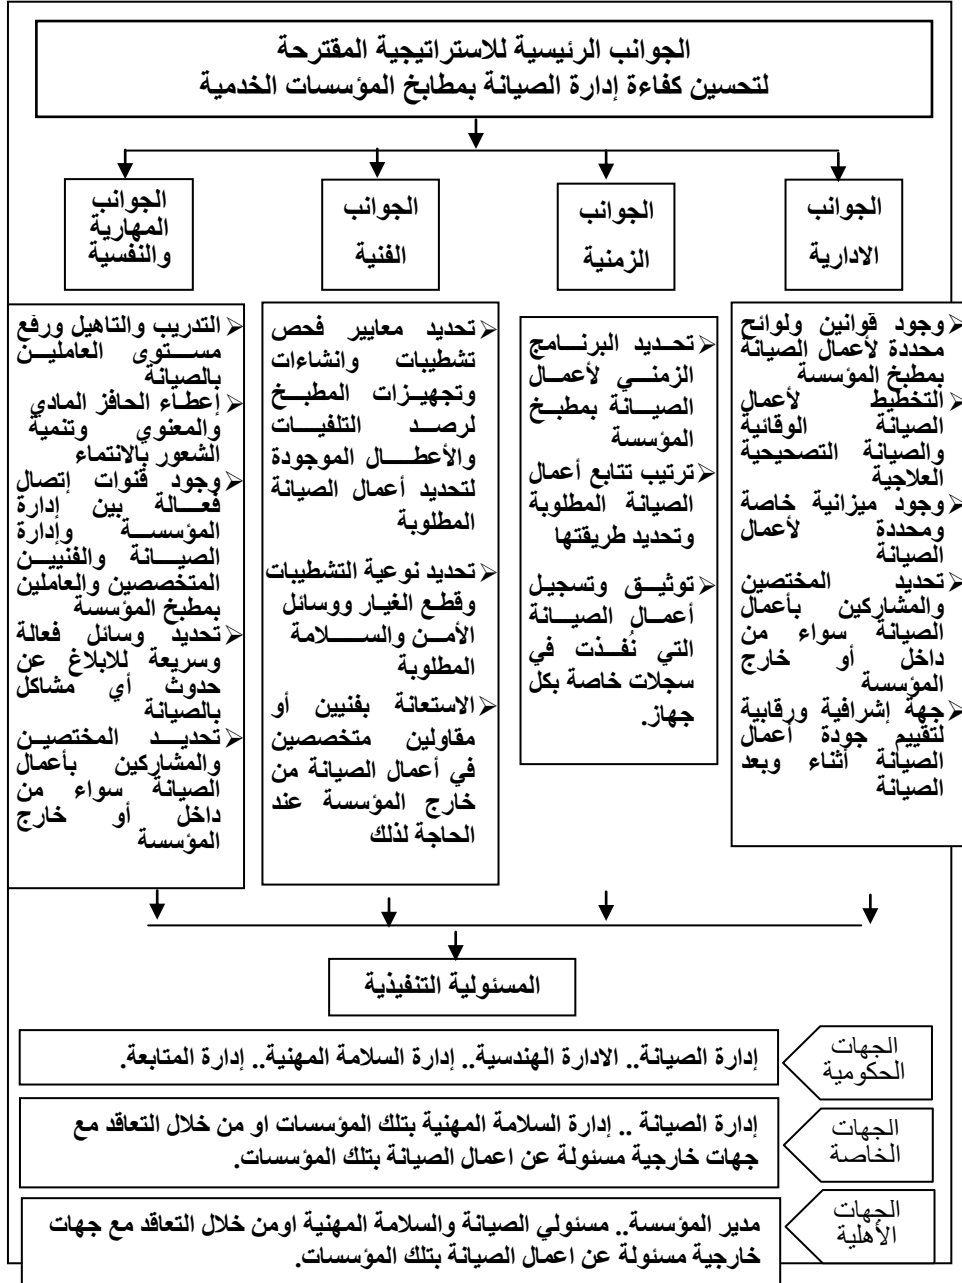 الجوانب الرئيسية للاستراتيجية المقترحة
لتحسين كفاءة إدارة الصيانة بمطابخ المؤسسات الخدمية
الجوانب
الادارية
الجوانب
الزمنية
الجوانب
الفنية
الجوانب
المهارية
والنفسية
➢ وجود قوانين ولوائح
محددة لأعمال الصيانة
بمطبخ المؤسسة
➢ التخطيط لأعمال
الصيانة الوقائية
والصيانة التصحيحية
العلاجية
➢ وجود ميزانية خاصة
ومحددة لأعمال
الصيانة
➢ تحديد المختصين
والمشاركين بأعمال
الصيانة سواء من
داخل أو خارج
المؤسسة
➢ جهة إشرافية ورقابية
لتقييم جودة أعمال
الصيانة أثناء وبعد
الصيانة
➢ تحديد البرنامج
الزمني لأعمال
الصيانة بمطبخ
المؤسسة
➢ ترتيب تتابع أعمال
الصيانة المطلوبة
وتحديد طريقتها
➢ توثيق وتسجيل
أعمال الصيانة
التي نُفذت في
سجلات خاصة بكل
جهاز.
➢ تحديد معايير فحص
تشطيبات وانشاءات
وتجهيزات المطبخ
لرصد التلفيات
والأعطال الموجودة
لتحديد أعمال الصيانة
المطلوبة
➢ تحديد نوعية التشطيبات
وقطع الغيار ووسائل
الأمن والسلامة
المطلوبة
➢ الاستعانة بفنيين أو
مقاولين متخصصين
في أعمال الصيانة من
خارج المؤسسة عند
الحاجة لذلك
➢ التدريب والتاهيل ورفع
مستوى العاملين
بالصيانة
➢ إعطاء الحافز المادي
والمعنوي وتنمية
الشعور بالانتماء
➢ وجود قنوات إتصال
فعالة بين إدارة
المؤسسة وإدارة
الصيانة والفنيين
المتخصصين والعاملين
بمطبخ المؤسسة
➢ تحديد وسائل فعالة
وسريعة للابلاغ عن
حدوث أي مشاكل
بالصيانة
➢ تحديد المختصين
والمشاركين بأعمال
الصيانة سواء من
داخل أو خارج
المؤسسة
المسئولية التنفيذية
الجهات
الحكومية
إدارة الصيانة.. الادارة الهندسية.. إدارة السلامة المهنية.. إدارة المتابعة.
الجهات
الخاصة
إدارة الصيانة .. إدارة السلامة المهنية بتلك المؤسسات او من خلال التعاقد مع
جهات خارجية مسئولة عن اعمال الصيانة بتلك المؤسسات.
الجهات
الأهلية
مدير المؤسسة.. مسئولي الصيانة والسلامة المهنية اومن خلال التعاقد مع جهات
خارجية مسئولة عن اعمال الصيانة بتلك المؤسسات.